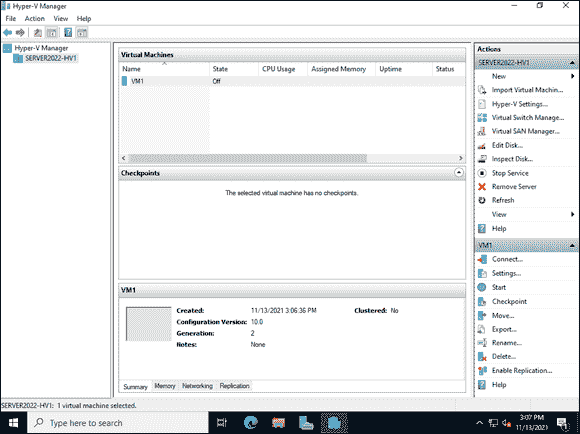 Hyper-V Manager
File Action View Help
Hyper-V Manager
SERVER2022-HV1
Virtual Machines
Name State CPU Usage Assigned Memory Uptime Status
VM1 Off
Checkpoints
The selected virtual machine has no checkpoints.
VM1
Created: 11/13/2021 3:06:36 PM Clustered: No
Configuration Version: 10.0
Generation: 2
Notes: None
Summary Memory Networking Replication
Actions
SERVER2022-HV1
New
Import Virtual Machin...
Hyper-V Settings...
Virtual Switch Manage...
Virtual SAN Manager...
Edit Disk...
Inspect Disk...
Stop Service
Remove Server
Refresh
View
Help
VM1
Connect...
Settings...
Start
Checkpoint
Move...
Export...
Rename...
Delete...
Enable Replication...
Help
SERVER2022-HV1: 1 virtual machine selected.
Type here to search
3:07 PM
11/13/2021